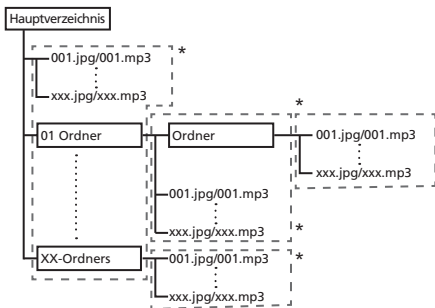 Hauptverzeichnis
*
001.jpg/001.mp3
xxx.jpg/xxx.mp3
*
01 Ordner
Ordner
001.jpg/001.mp3
xxx.jpg/xxx.mp3
001.jpg/001.mp3
xxx.jpg/xxx.mp3
*
XX-Ordners
001.jpg/001.mp3
*
xxx.jpg/xxx.mp3